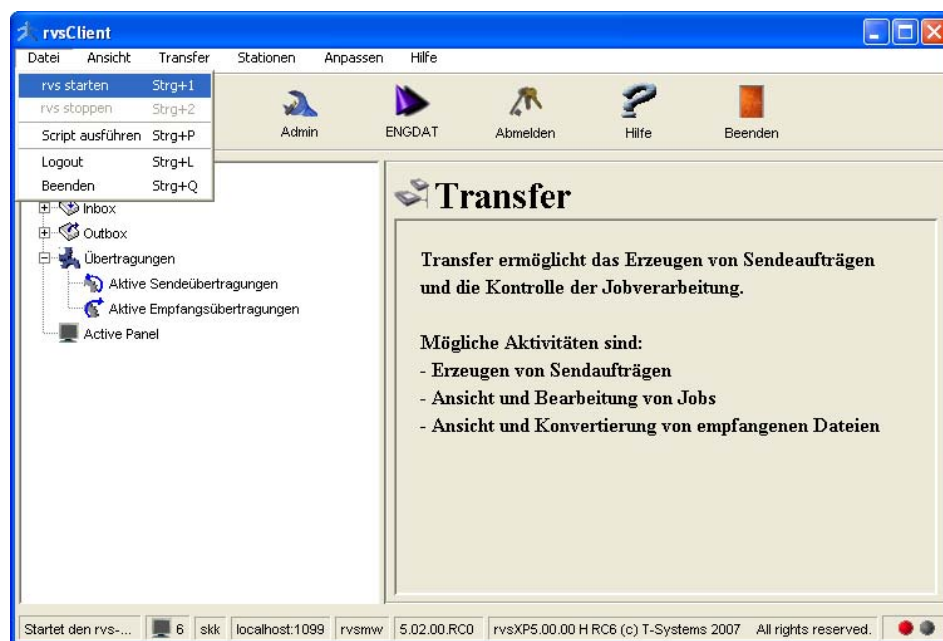 rvsClient
Datei Ansicht Transfer Stationen Anpassen Hilfe
rvs starten Strg+1
rvs stoppen Strg+2
Script ausführen Strg+P
Logout Strg+L
Beenden Strg+Q
Admin ENGDAT Abmelden Hilfe Beenden
Inbox
Outbox
Übertragungen
Aktive Sendeübertragungen
Aktive Empfangsübertragungen
Active Panel
Transfer
Transfer ermöglicht das Erzeugen von Sendeaufträgen
und die Kontrolle der Jobverarbeitung.
Mögliche Aktivitäten sind:
- Erzeugen von Sendaufträgen
- Ansicht und Bearbeitung von Jobs
- Ansicht und Konvertierung von empfangenen Dateien
Startet den rvs-... 6 skk localhost:1099 rvsmw 5.02.00.RC0 rvsXP5.00.00 H RC6 (c) T-Systems 2007 All rights reserved.